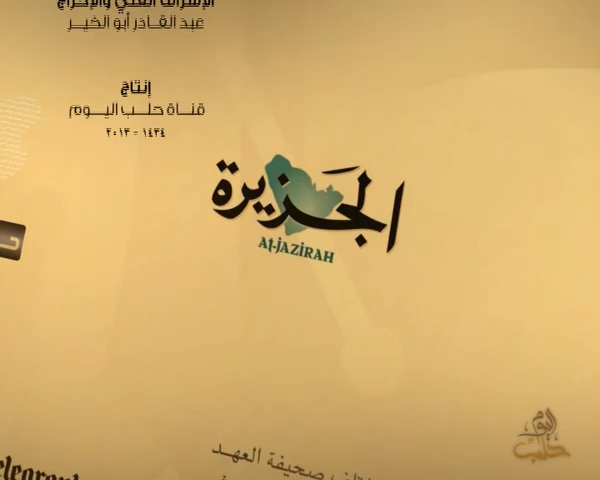 الإشراف الفني والإخراج
عبد القادر أبو الخير
إنتاج
قناة حلب اليوم
١٤٣٤ - ٢٠١٣
الجزيرة
Al-JAZIRAH
صحيفة العهد
اليوم
حلب